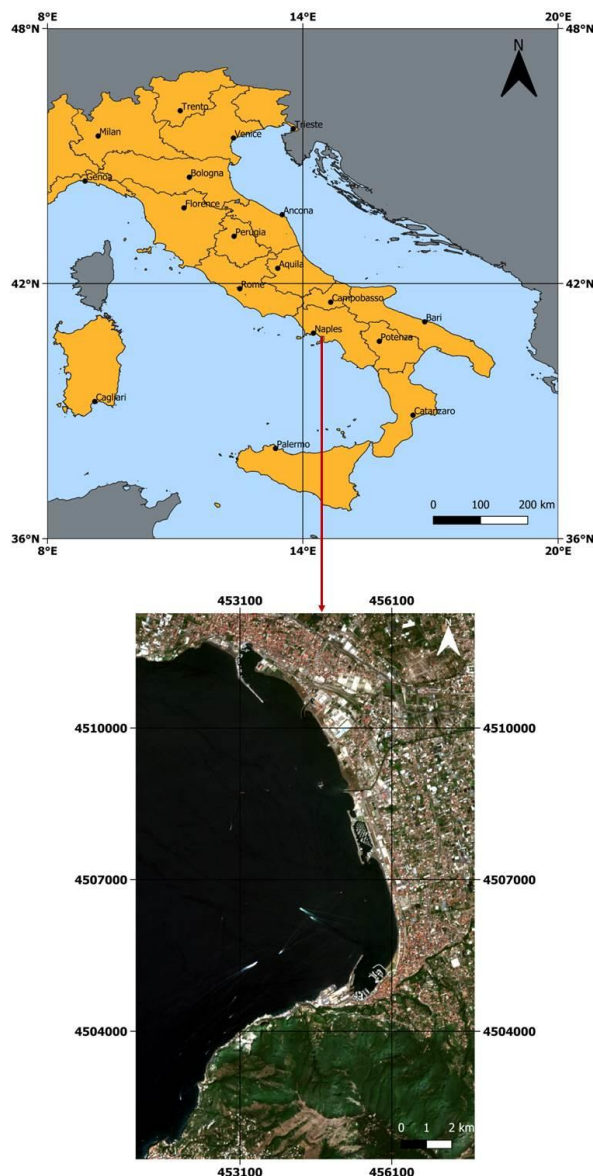 8°E 14°E 20°E
48°N 48°N
N
Trento
Trieste
Milan
Venice
Bologna
Genoa
Florence
Ancona
Perugia
Aquila
42°N 42°N
Rome
Campobasso
Bari
Naples
Potenza
Cagliari
Catanzaro
Palermo
0 100 200 km
36°N 36°N
8°E 14°E 20°E
453100 456100
N
4510000 4510000
4507000 4507000
4504000 4504000
0 1 2 km
453100 456100